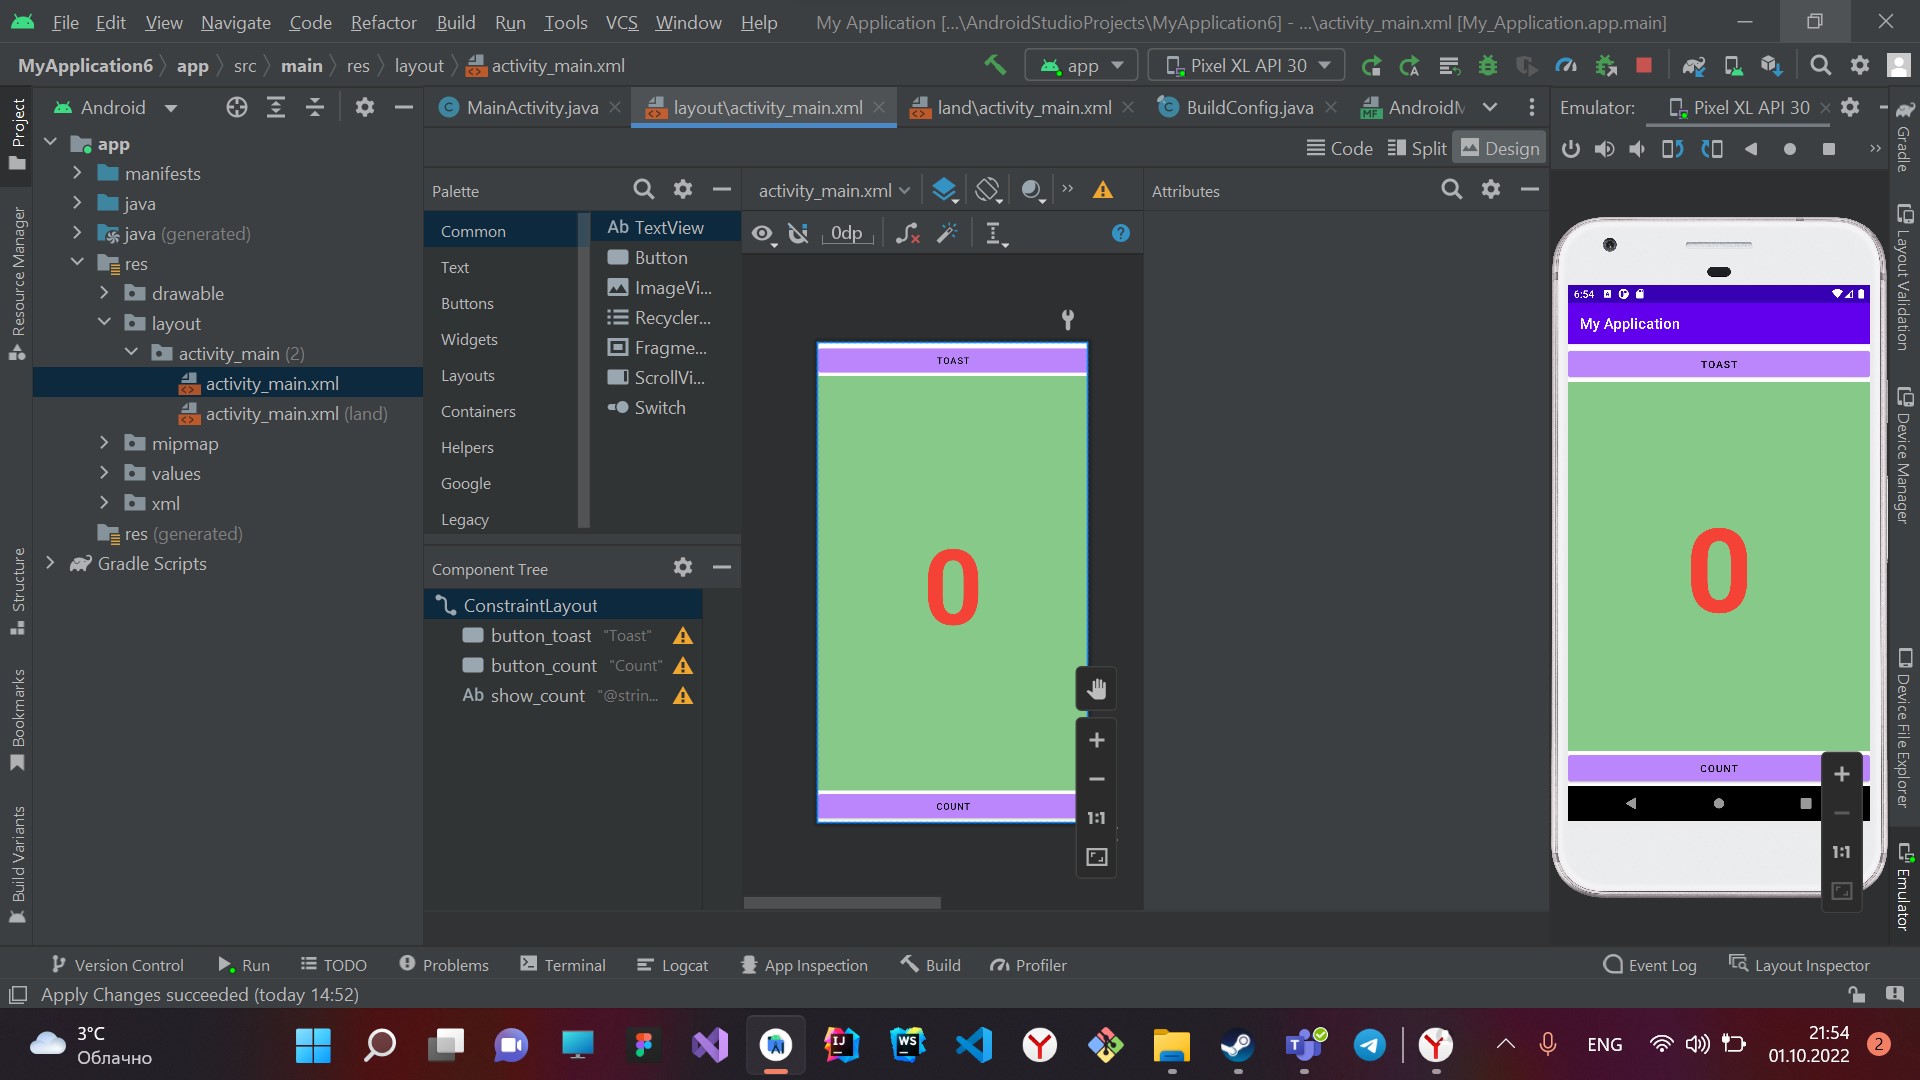 File Edit View Navigate Code Refactor Build Run Tools VCS Window Help My Application [...\AndroidStudioProjects\MyApplication6] - ...\activity_main.xml [My_Application.app.main]
MyApplication6 app src main res layout activity_main.xml app Pixel XL API 30
Android
MainActivity.java layout\activity_main.xml land\activity_main.xml BuildConfig.java AndroidM
Emulator: Pixel XL API 30
Code Split Design
Project
Resource Manager
Structure
Bookmarks
Build Variants
app
manifests
java
java (generated)
res
drawable
layout
activity_main (2)
activity_main.xml
activity_main.xml (land)
mipmap
values
xml
res (generated)
Gradle Scripts
Palette
Common
Text
Buttons
Widgets
Layouts
Containers
Helpers
Google
Legacy
Ab TextView
Button
ImageVi...
Recycler...
Fragme...
ScrollVi...
Switch
Component Tree
ConstraintLayout
button_toast "Toast"
button_count "Count"
Ab show_count "@strin...
activity_main.xml
0dp
TOAST
0
COUNT
1:1
Attributes
6:54
My Application
TOAST
0
COUNT
1:1
Gradle
Layout Validation
Device Manager
Device File Explorer
Emulator
Version Control Run TODO Problems Terminal Logcat App Inspection Build Profiler Event Log Layout Inspector
Apply Changes succeeded (today 14:52)
3°C
Облачно
ENG
21:54
01.10.2022
2